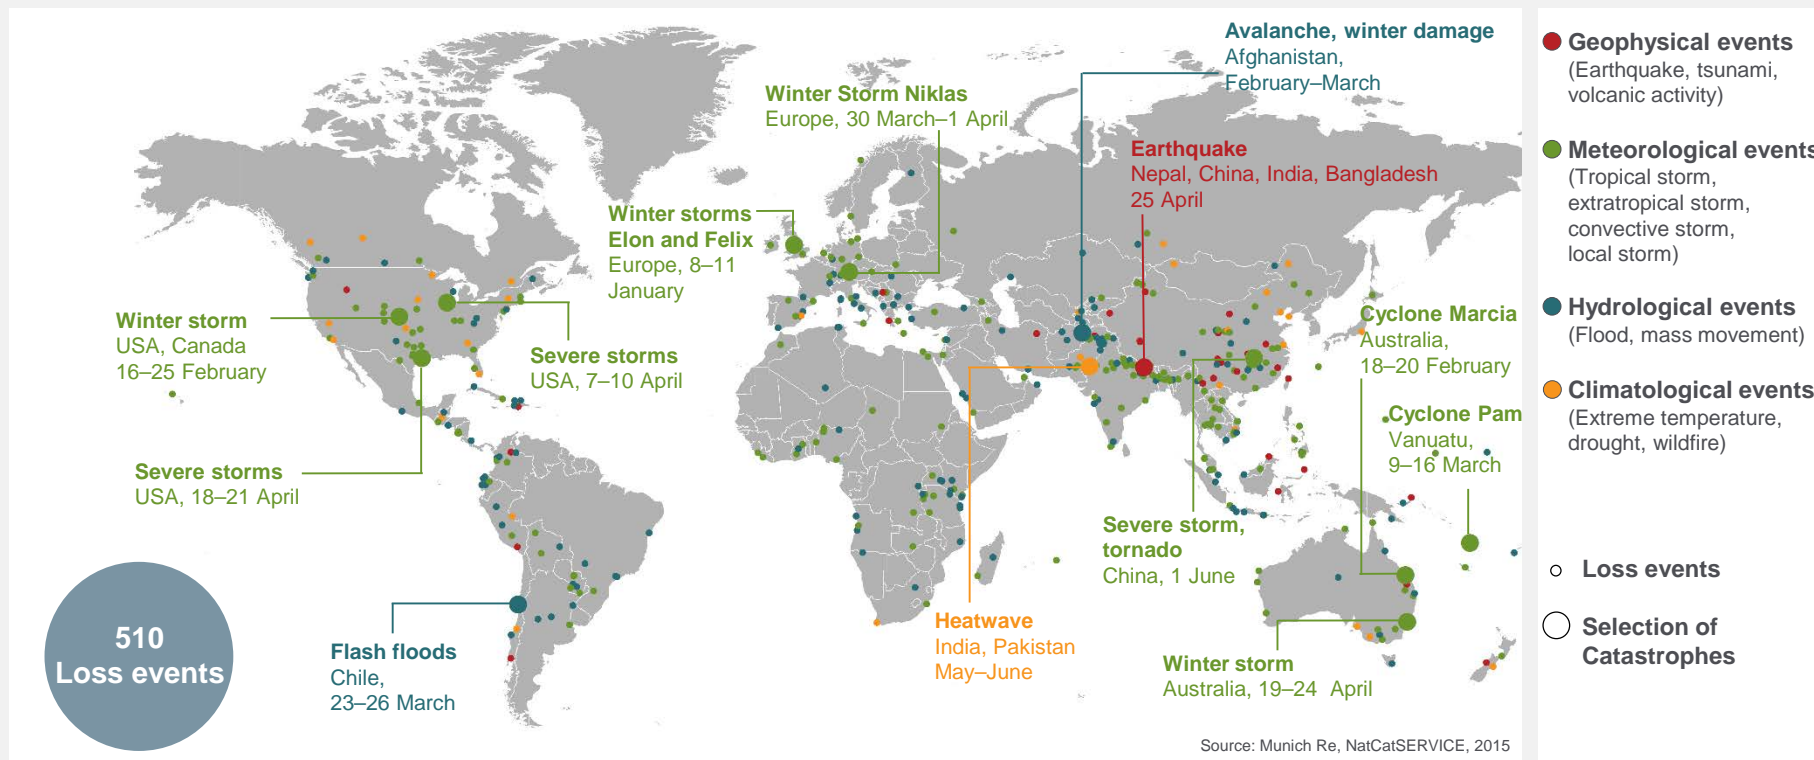 Avalanche, winter damage
Afghanistan,
February–March
Winter Storm Niklas
Europe, 30 March–1 April
Earthquake
Nepal, China, India, Bangladesh
25 April
Winter storms
Elon and Felix
Europe, 8–11
January
Winter storm
USA, Canada
16–25 February
Severe storms
USA, 7–10 April
Cyclone Marcia
Australia,
18–20 February
Cyclone Pam
Vanuatu,
9–16 March
Severe storms
USA, 18–21 April
Severe storm,
tornado
China, 1 June
Heatwave
India, Pakistan
May–June
Flash floods
Chile,
23–26 March
Winter storm
Australia, 19–24 April
510
Loss events
Source: Munich Re, NatCatSERVICE, 2015
Geophysical events
(Earthquake, tsunami,
volcanic activity)
Meteorological events
(Tropical storm,
extratropical storm,
convective storm,
local storm)
Hydrological events
(Flood, mass movement)
Climatological events
(Extreme temperature,
drought, wildfire)
Loss events
Selection of
Catastrophes